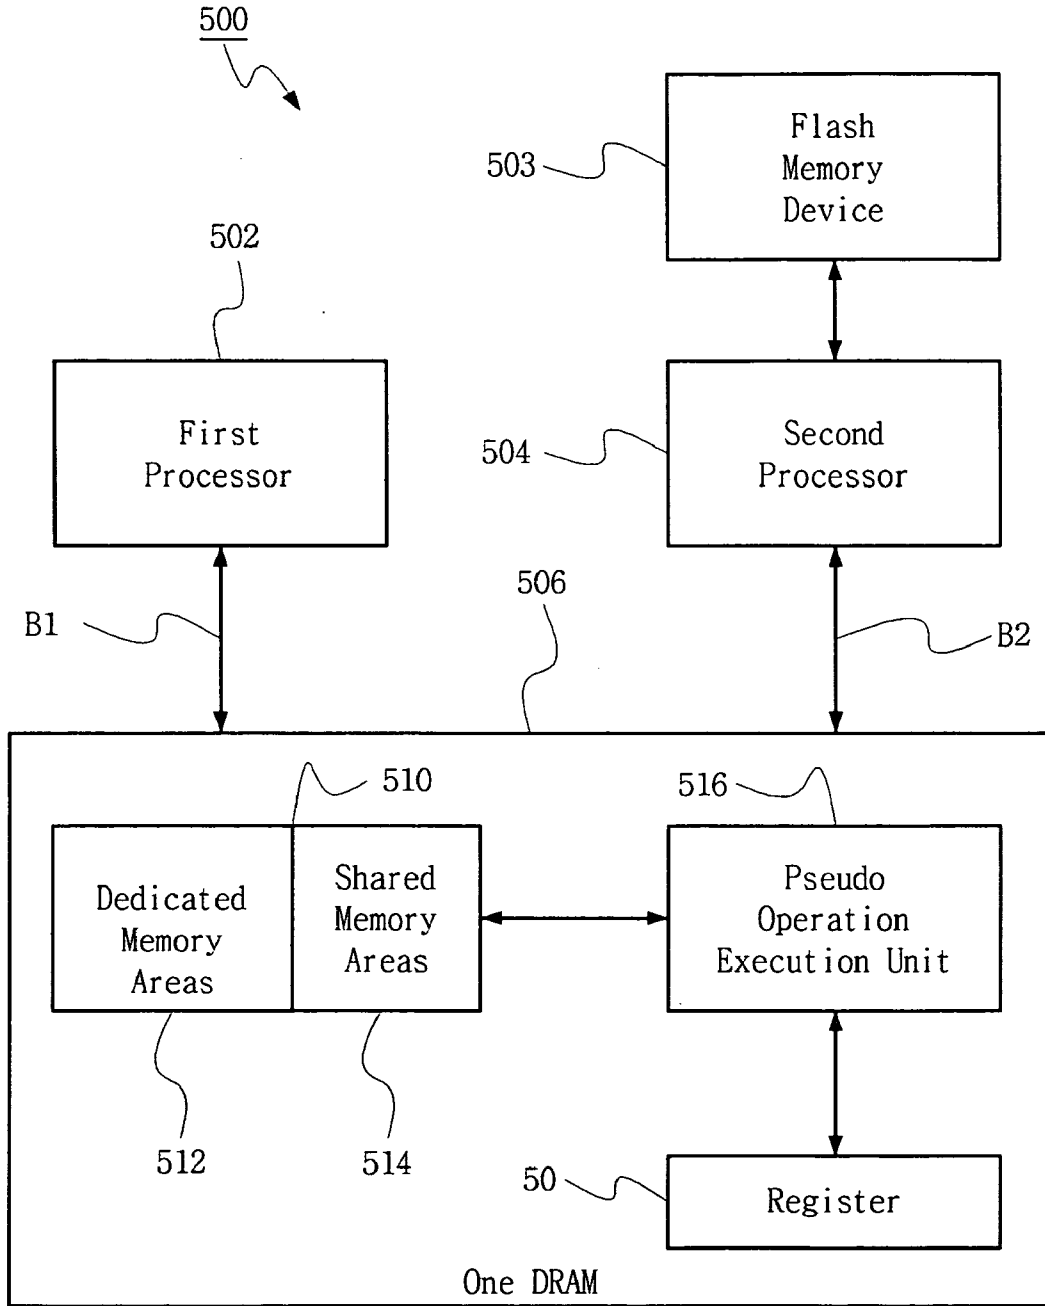 500
Flash
Memory
Device
503
502
First
Processor
504
Second
Processor
506
B1
B2
510
516
Dedicated
Memory
Areas
Shared
Memory
Areas
Pseudo
Operation
Execution Unit
512
514
50
Register
One DRAM